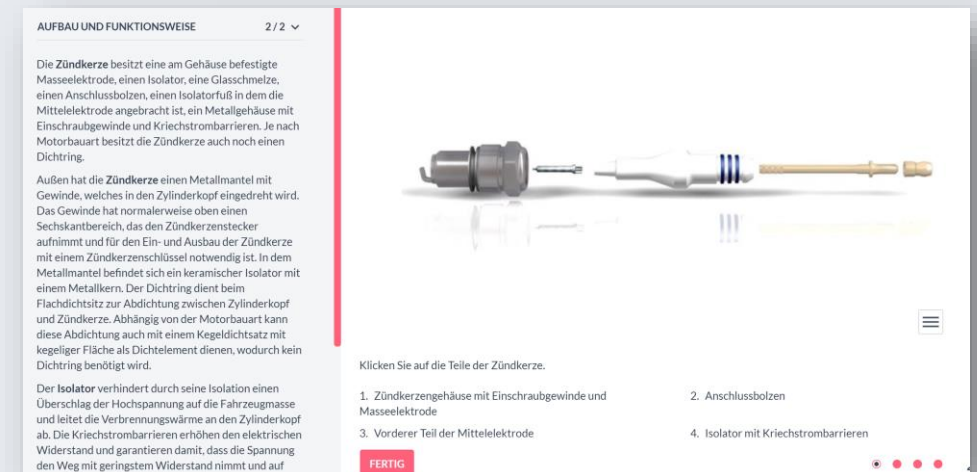 AUFBAU UND FUNKTIONSWEISE 2 / 2
Die Zündkerze besitzt eine am Gehäuse befestigte
Masseelektrode, einen Isolator, eine Glasschmelze,
einen Anschlussbolzen, einen Isolatorfuß in dem die
Mittelelektrode angebracht ist, ein Metallgehäuse mit
Einschraubgewinde und Kriechstrombarrieren. Je nach
Motorbauart besitzt die Zündkerze auch noch einen
Dichtring.
Außen hat die Zündkerze einen Metallmantel mit
Gewinde, welches in den Zylinderkopf eingedreht wird.
Das Gewinde hat normalerweise oben einen
Sechskantbereich, das den Zündkerzenstecker
aufnimmt und für den Ein- und Ausbau der Zündkerze
mit einem Zündkerzenschlüssel notwendig ist. In dem
Metallmantel befindet sich ein keramischer Isolator mit
einem Metallkern. Der Dichtring dient beim
Flachdichtsitz zur Abdichtung zwischen Zylinderkopf
und Zündkerze. Abhängig von der Motorbauart kann
diese Abdichtung auch mit einem Kegeldichtsatz mit
kegeliger Fläche als Dichtelement dienen, wodurch kein
Dichtring benötigt wird.
Der Isolator verhindert durch seine Isolation einen
Überschlag der Hochspannung auf die Fahrzeugmasse
und leitet die Verbrennungswärme an den Zylinderkopf
ab. Die Kriechstrombarrieren erhöhen den elektrischen
Widerstand und garantieren damit, dass die Spannung
den Weg mit geringstem Widerstand nimmt und auf
Klicken Sie auf die Teile der Zündkerze.
1. Zündkerzengehäuse mit Einschraubgewinde und
Masseelektrode
2. Anschlussbolzen
3. Vorderer Teil der Mittelelektrode
4. Isolator mit Kriechstrombarrieren
FERTIG